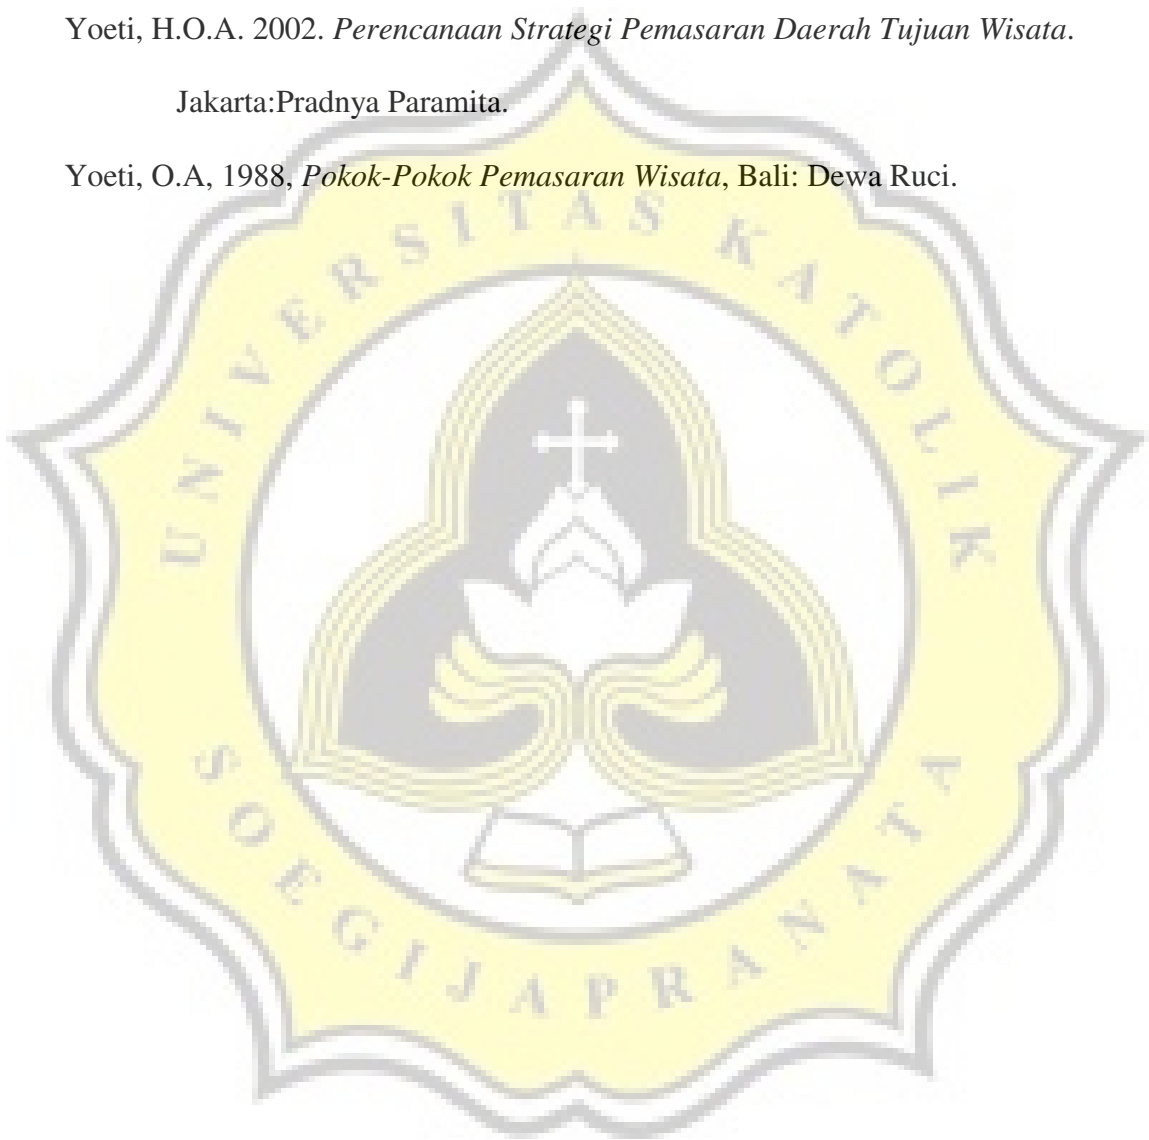 Yoeti, H.O.A. 2002. Perencanaan Strategi Pemasaran Daerah Tujuan Wisata.
Jakarta:Pradnya Paramita.
Yoeti, O.A, 1988, Pokok-Pokok Pemasaran Wisata, Bali: Dewa Ruci.
UNIVERSITAS KATOLIK
SOEGIJAPRANATA